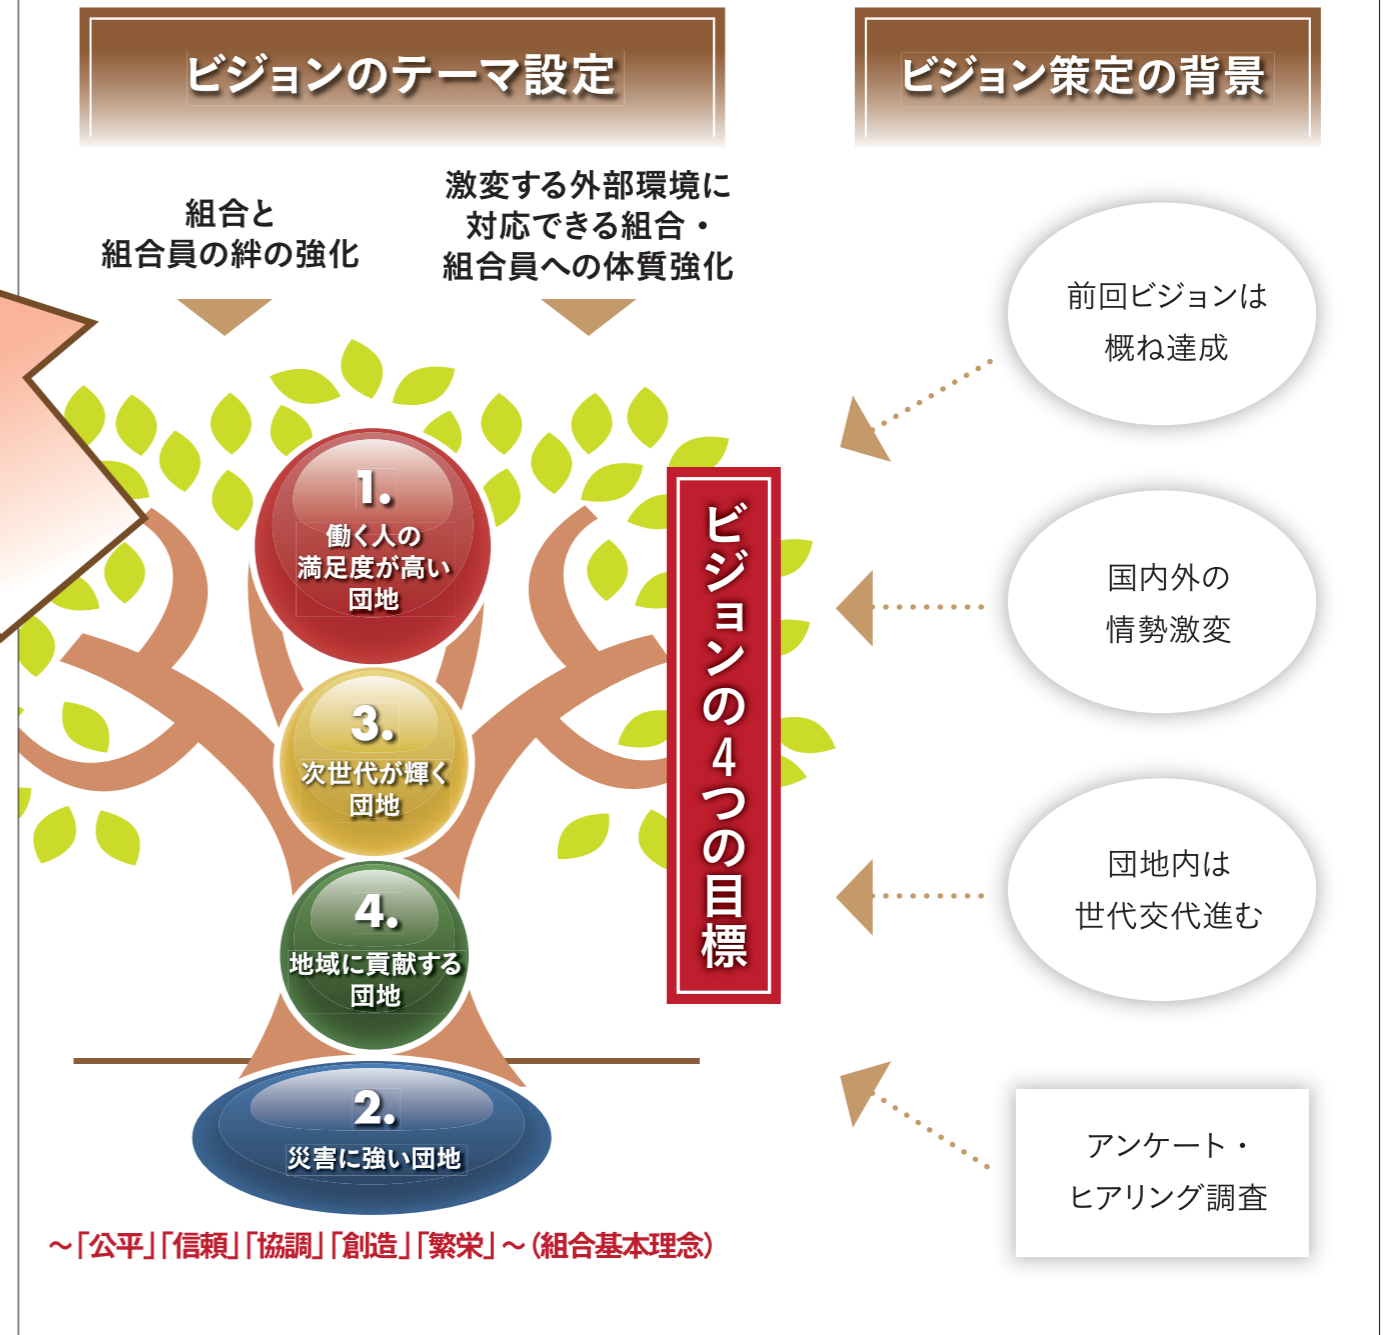 ビジョンのテーマ設定
組合と
組合員の絆の強化
激変する外部環境に
対応できる組合・
組合員への体質強化
1.
働く人の
満足度が高い
団地
3.
次世代が輝く
団地
4.
地域に貢献する
団地
2.
災害に強い団地
ビジョンの4つの目標
～「公平」「信頼」「協調」「創造」「繁栄」～（組合基本理念）
ビジョン策定の背景
前回ビジョンは
概ね達成
国内外の
情勢激変
団地内は
世代交代進む
アンケート・
ヒアリング調査